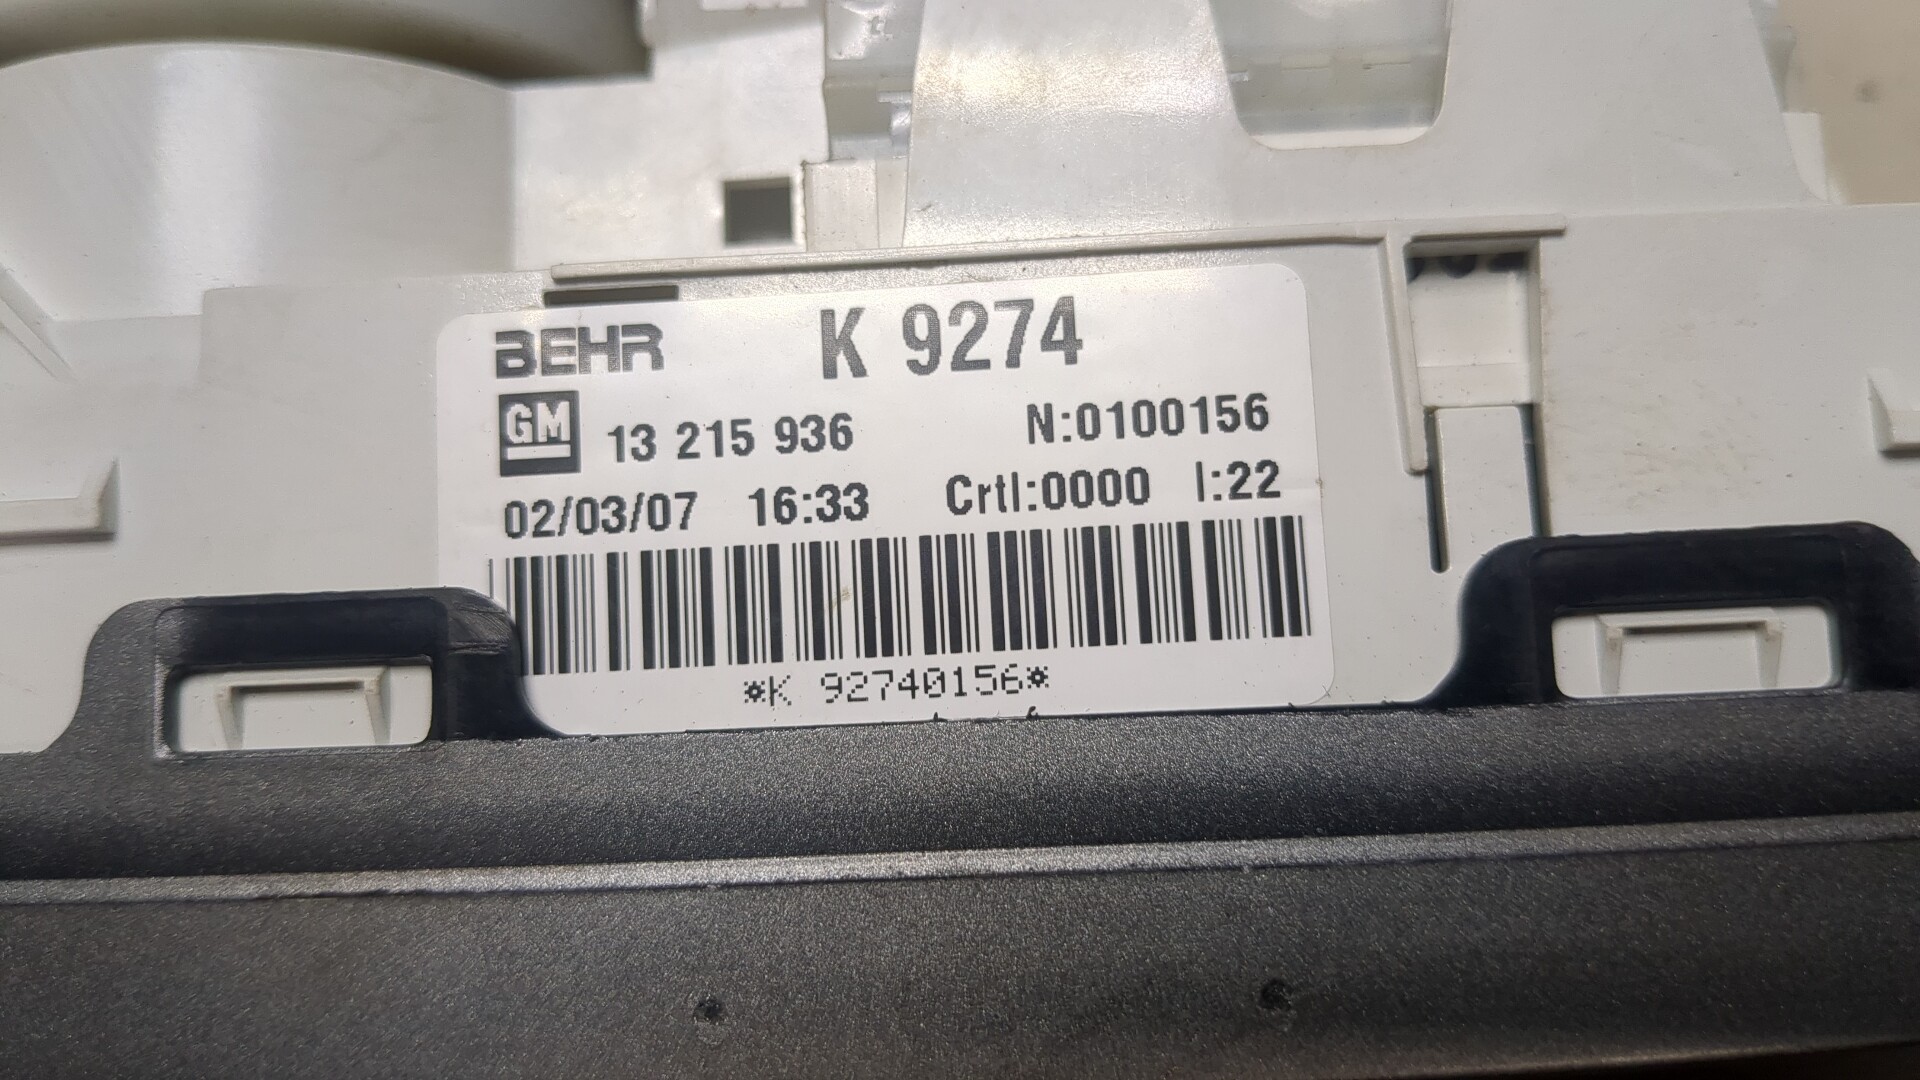 BEHR K 9274
GM 13 215 936 N:0100156
02/03/07 16:33 Crtl:0000 I:22
*K 92740156*